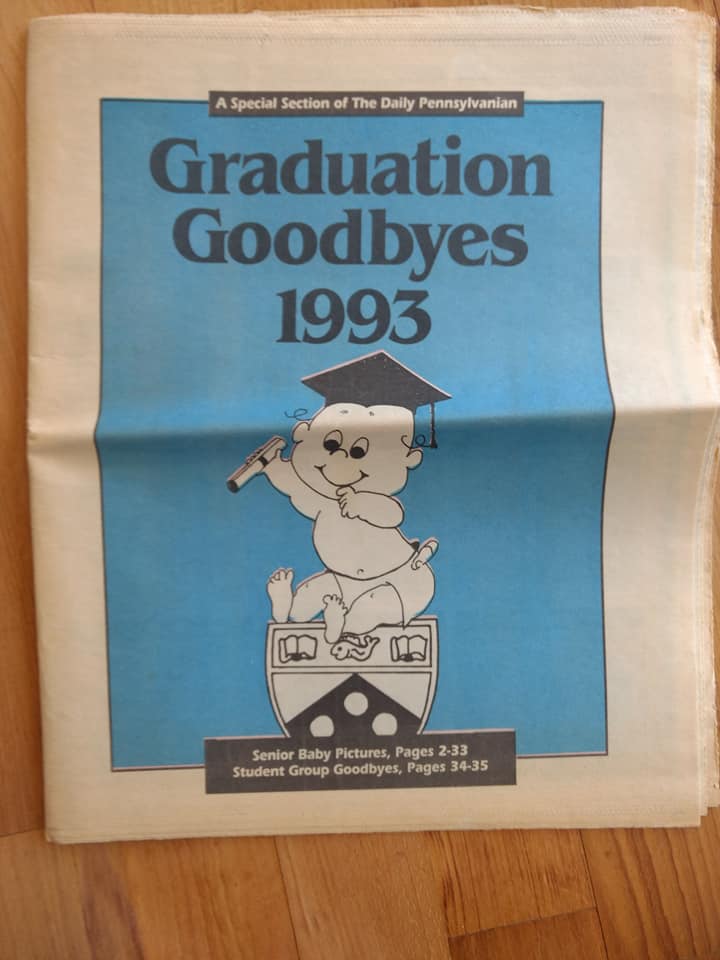 A Special Section of The Daily Pennsylvanian
Graduation
Goodbyes
1993
Senior Baby Pictures, Pages 2-33
Student Group Goodbyes, Pages 34-35